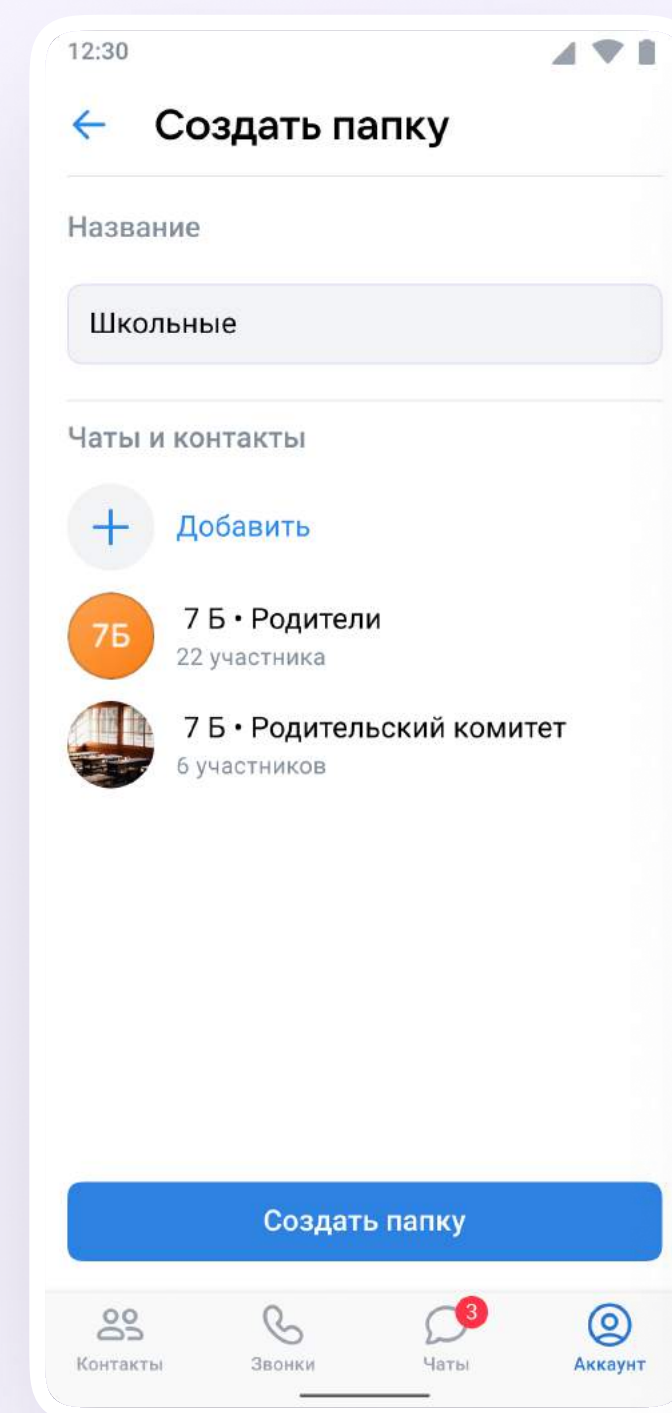 12:30
Создать папку
Название
Школьные
Чаты и контакты
Добавить
7Б
7 Б • Родители
22 участника
7 Б • Родительский комитет
6 участников
Создать папку
3
Контакты
Звонки
Чаты
Аккаунт